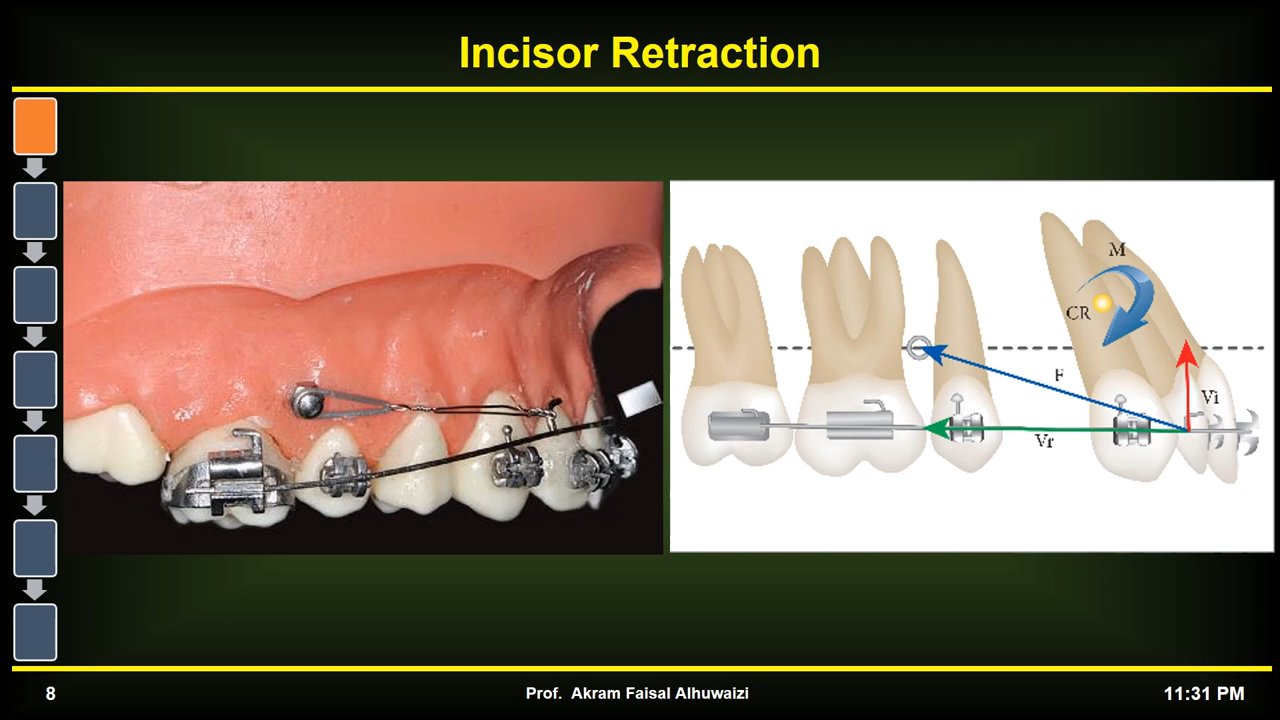 Incisor Retraction
M
CR
F
Vi
Vr
8
Prof. Akram Faisal Alhuwaizi
11:31 PM